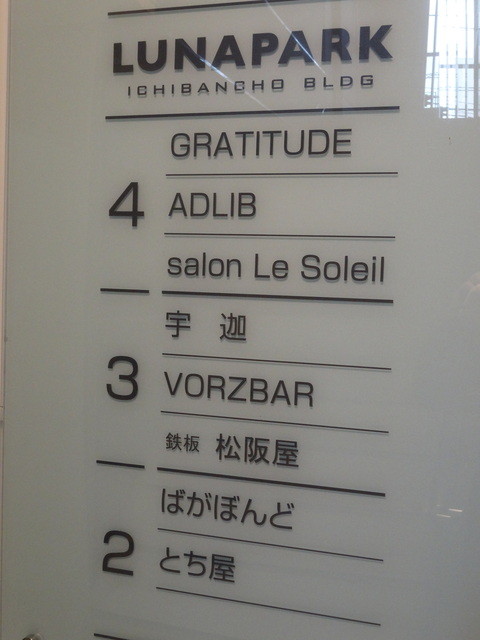 LUNAPARK
ICHIBANCHO BLDG
GRATITUDE
4 ADLIB
salon Le Soleil
宇 迦
3 VORZBAR
鉄板 松阪屋
ばがぼんど
2 とち屋